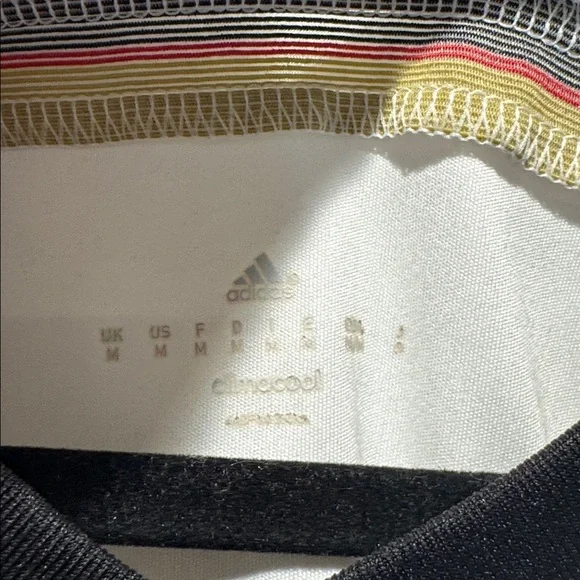 adidas
UK US F D I E
M M M M M M
climacool